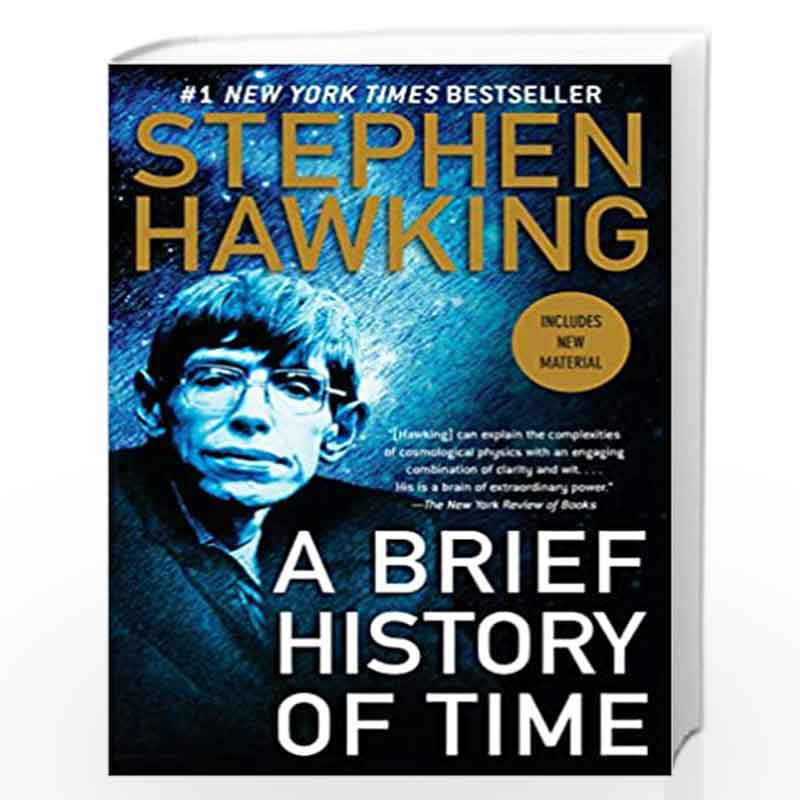 #1 NEW YORK TIMES BESTSELLER
STEPHEN
HAWKING
INCLUDES
NEW
MATERIAL
"[Hawking] can explain the complexities
of cosmological physics with an engaging
combination of clarity and wit. . . .
His is a brain of extraordinary power."
—The New York Review of Books
A BRIEF
HISTORY
OF TIME